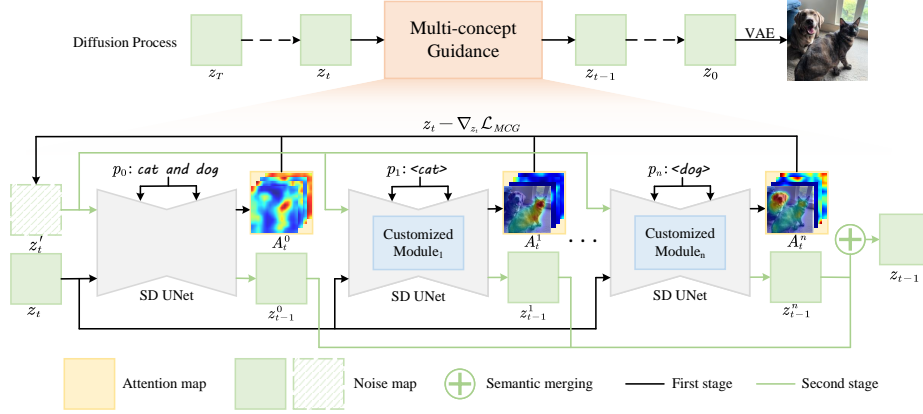 Diffusion Process
z_T
z_t
Multi-concept
Guidance
z_{t-1}
z_0
VAE
z_t − ∇_{z_t} ℒ_{MCG}
p_0: cat and dog
p_1: <cat>
p_n: <dog>
z_t'
A_t^0
A_t^1
A_t^n
Customized
Module_1
Customized
Module_n
. . .
z_t
SD UNet
z_{t-1}^0
SD UNet
z_{t-1}^1
SD UNet
z_{t-1}^n
z_{t-1}
Attention map
Noise map
Semantic merging
First stage
Second stage